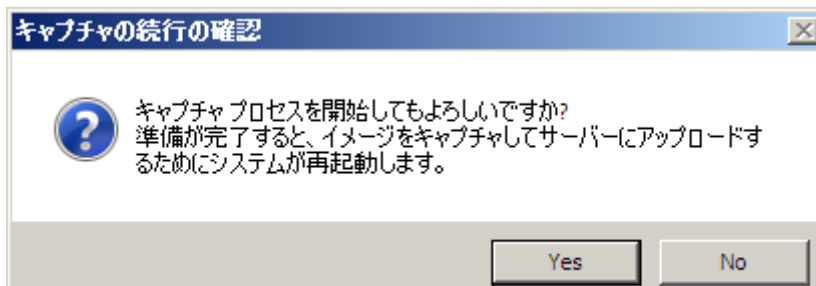 キャプチャの続行の確認
キャプチャ プロセスを開始してもよろしいですか?
準備が完了すると、イメージをキャプチャしてサーバーにアップロードす
るためにシステムが再起動します。
Yes
No